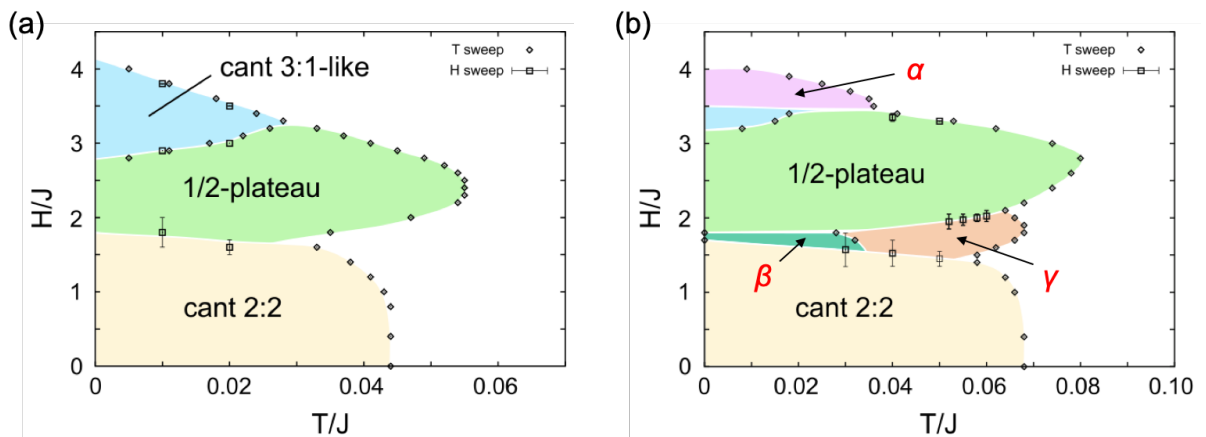 (a)
T sweep
H sweep
cant 3:1-like
1/2-plateau
cant 2:2
H/J
4
3
2
1
0
0
0.02
0.04
0.06
T/J
(b)
T sweep
H sweep
α
1/2-plateau
β
γ
cant 2:2
H/J
4
3
2
1
0
0
0.02
0.04
0.06
0.08
0.10
T/J